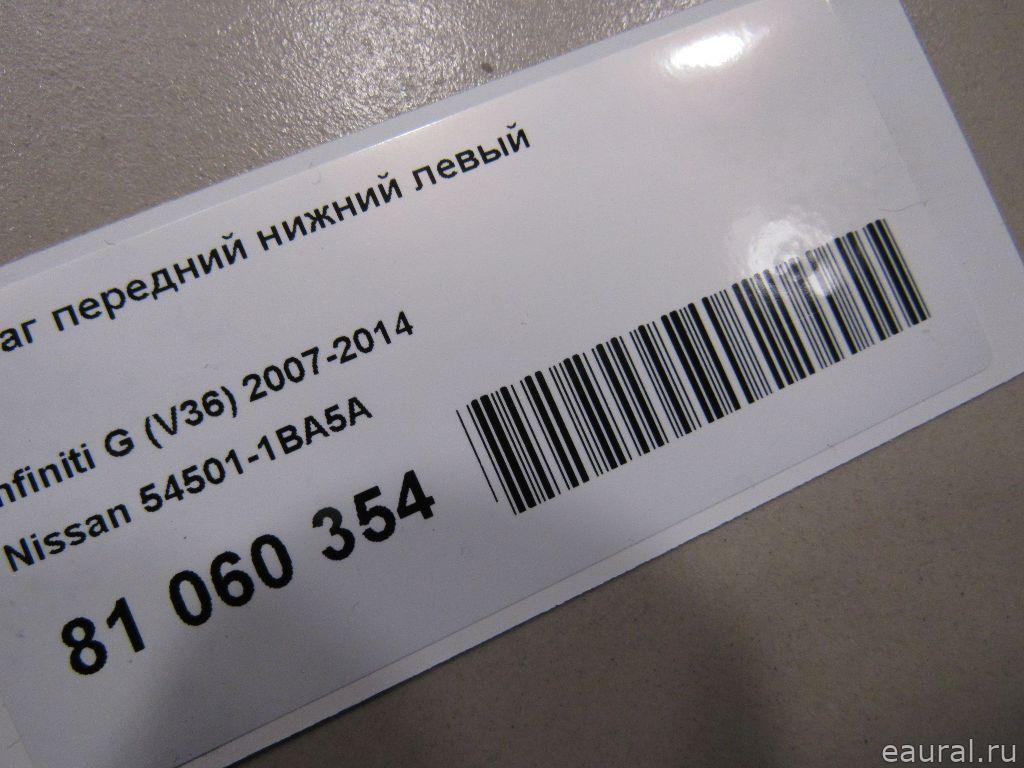 аг передний нижний левый
nfiniti G (V36) 2007-2014
Nissan 54501-1BA5A
81 060 354
eaural.ru